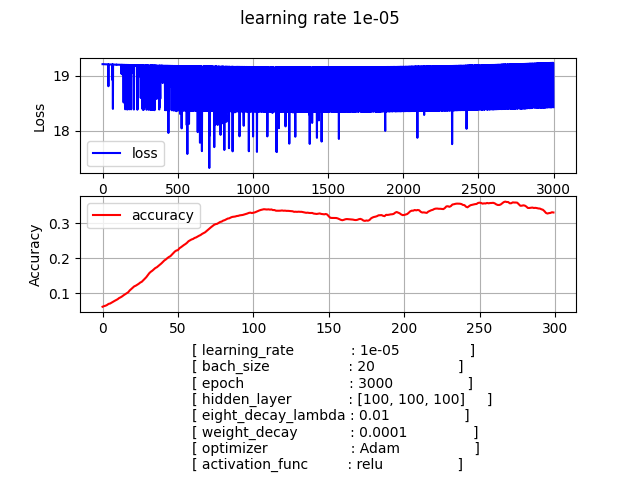 learning rate 1e-05
19
18
Loss
loss
0 500 1000 1500 2000 2500 3000
0.3
0.2
0.1
Accuracy
accuracy
0 50 100 150 200 250 300
[ learning_rate : 1e-05 ]
[ bach_size : 20 ]
[ epoch : 3000 ]
[ hidden_layer : [100, 100, 100] ]
[ eight_decay_lambda : 0.01 ]
[ weight_decay : 0.0001 ]
[ optimizer : Adam ]
[ activation_func : relu ]